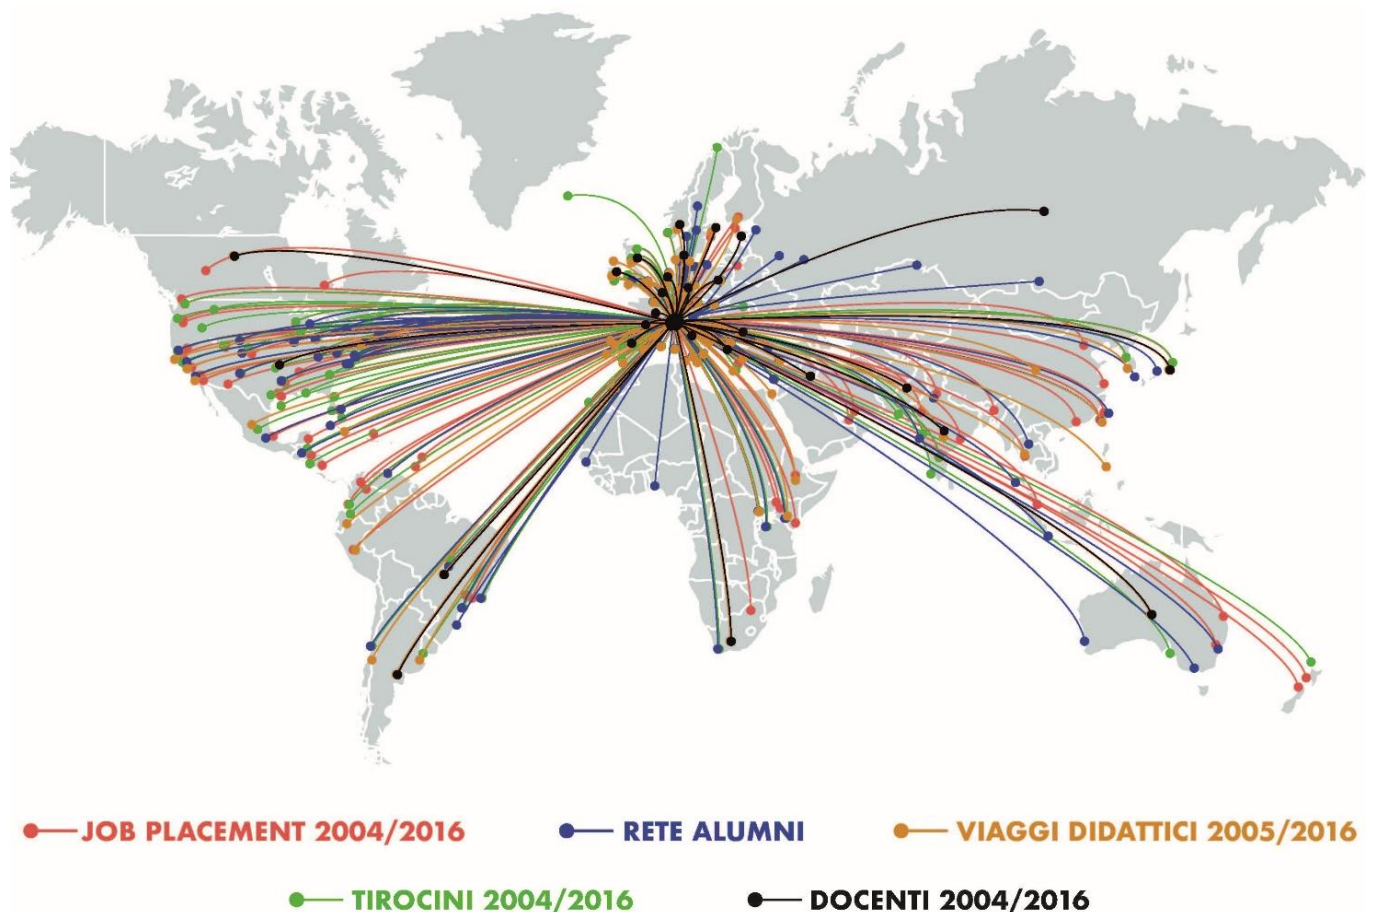 JOB PLACEMENT 2004/2016 RETE ALUMNI VIAGGI DIDATTICI 2005/2016
TIROCINI 2004/2016 DOCENTI 2004/2016